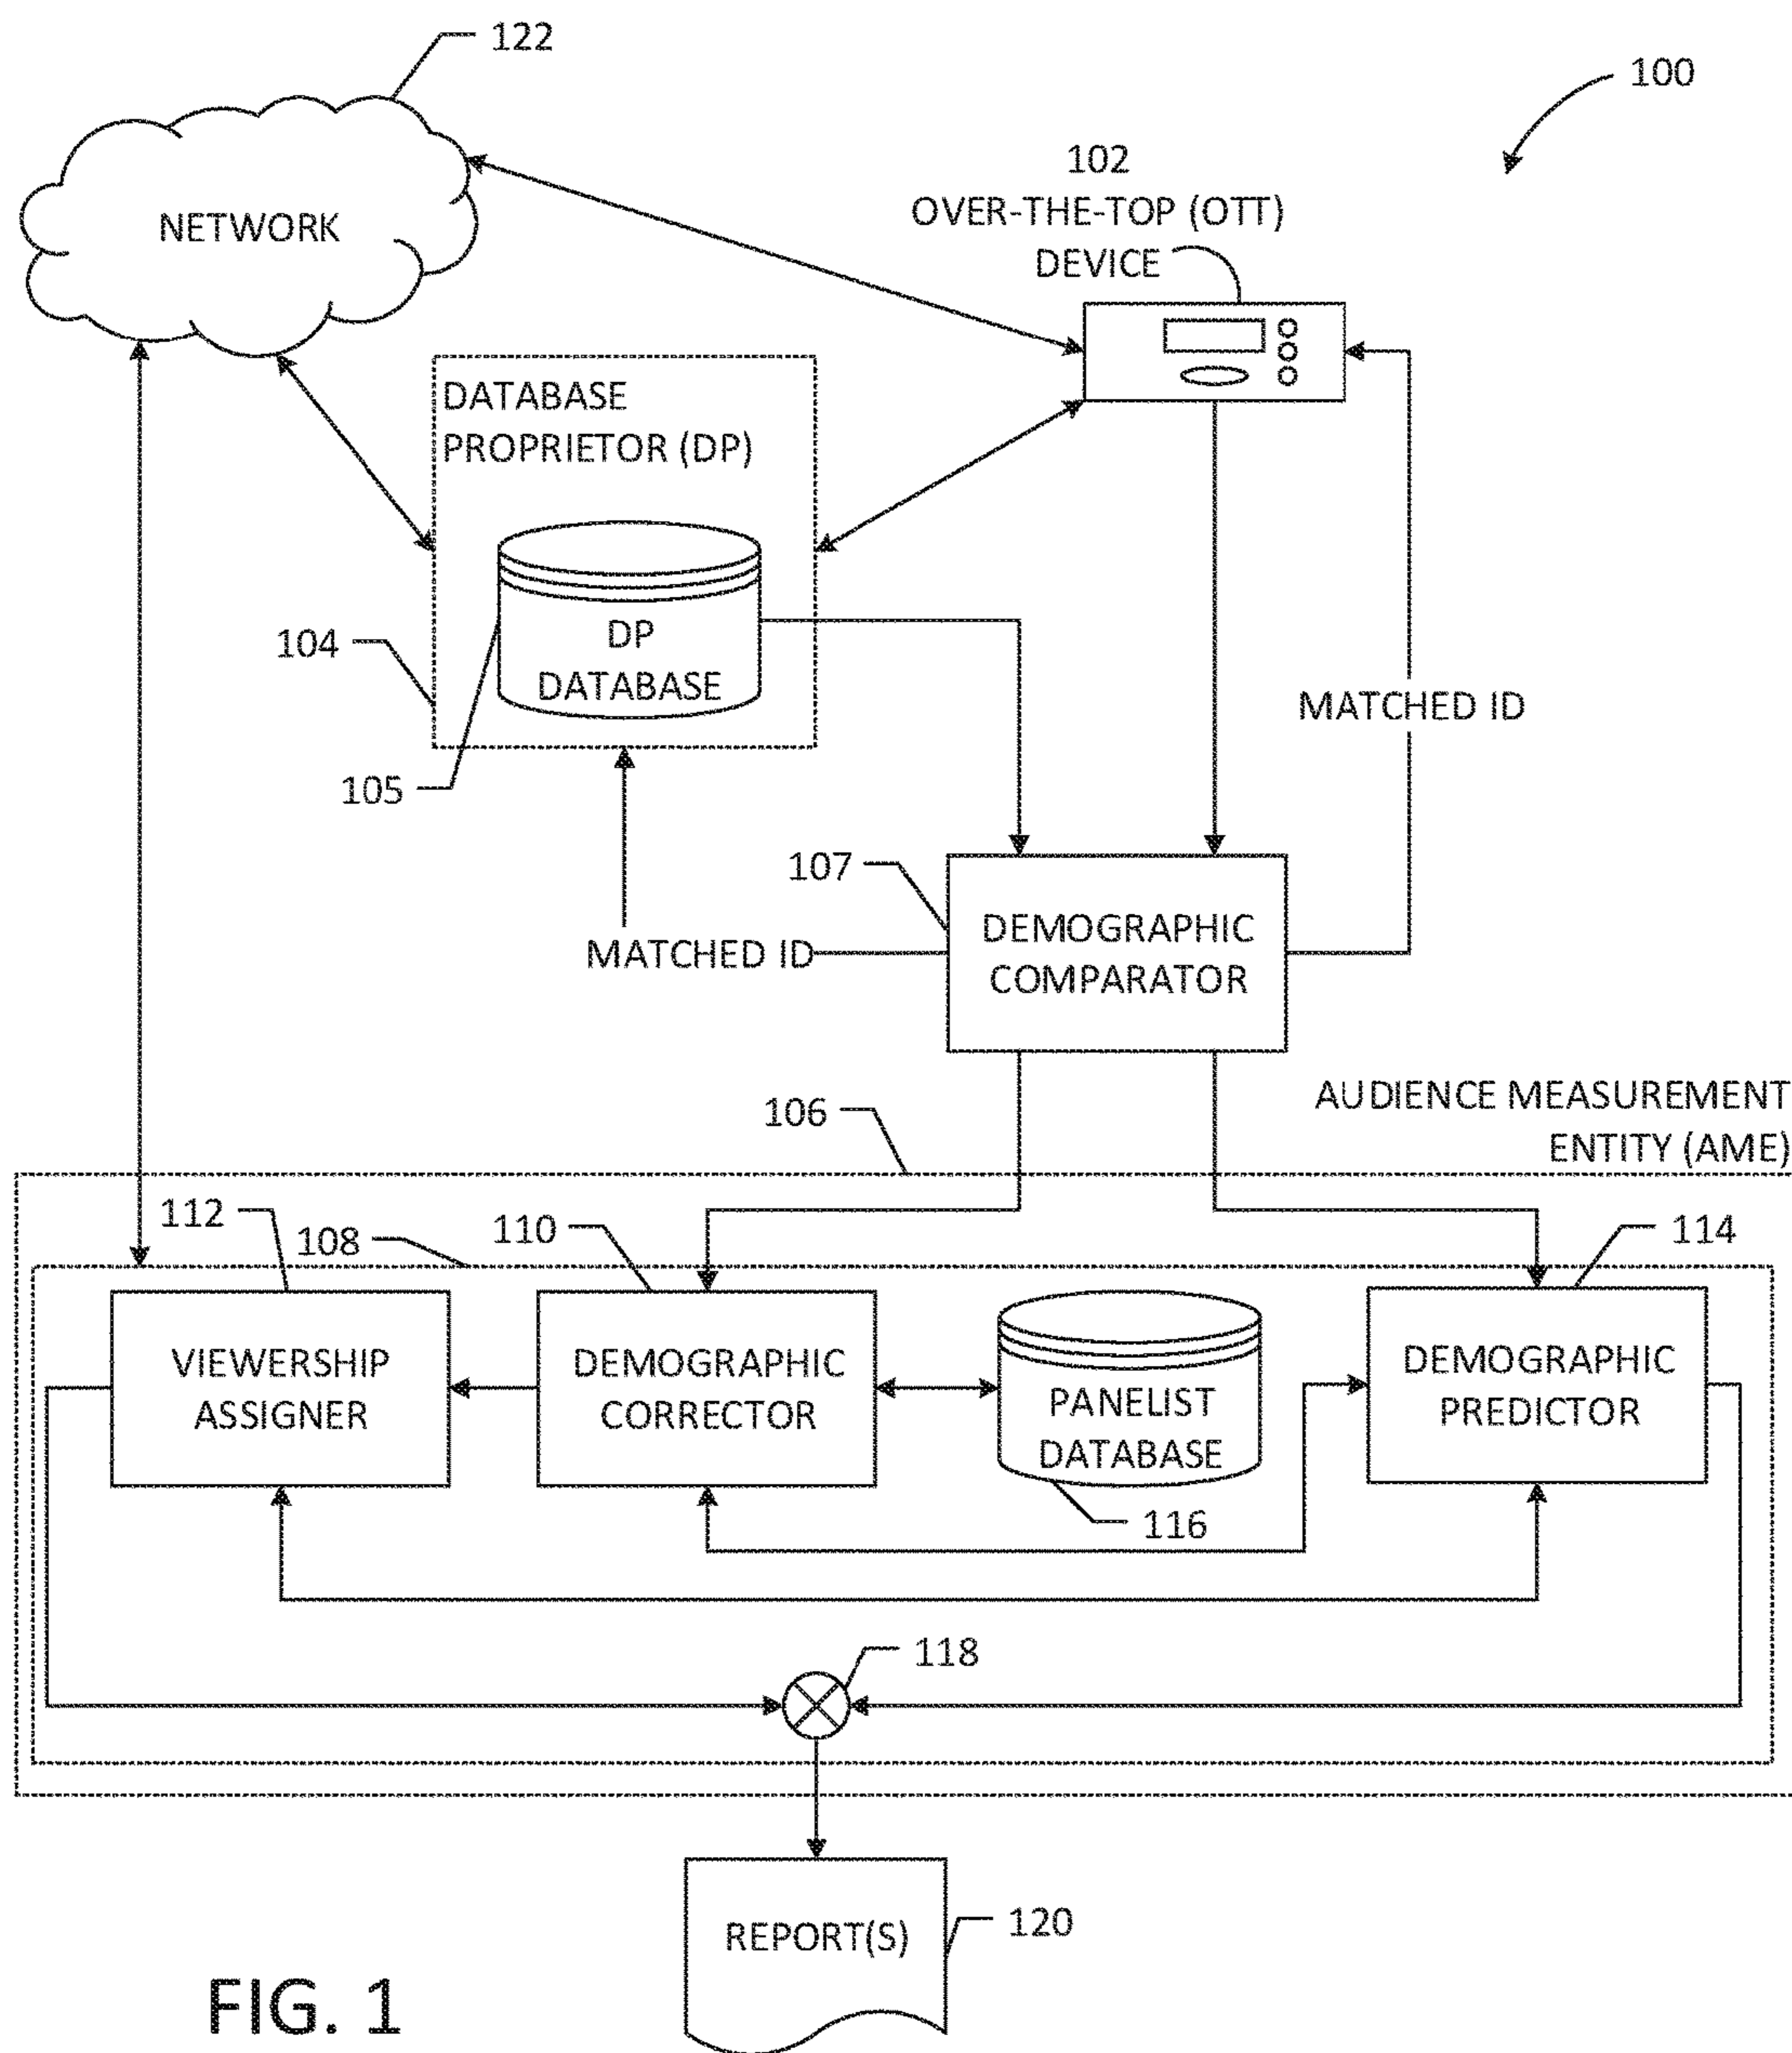 122
100
NETWORK
102
OVER-THE-TOP (OTT)
DEVICE
DATABASE
PROPRIETOR (DP)
104
DP
DATABASE
105
MATCHED ID
107
DEMOGRAPHIC
COMPARATOR
MATCHED ID
106
AUDIENCE MEASUREMENT
ENTITY (AME)
112
108
110
114
VIEWERSHIP
ASSIGNER
DEMOGRAPHIC
CORRECTOR
PANELIST
DATABASE
DEMOGRAPHIC
PREDICTOR
116
118
REPORT(S)
120
FIG. 1